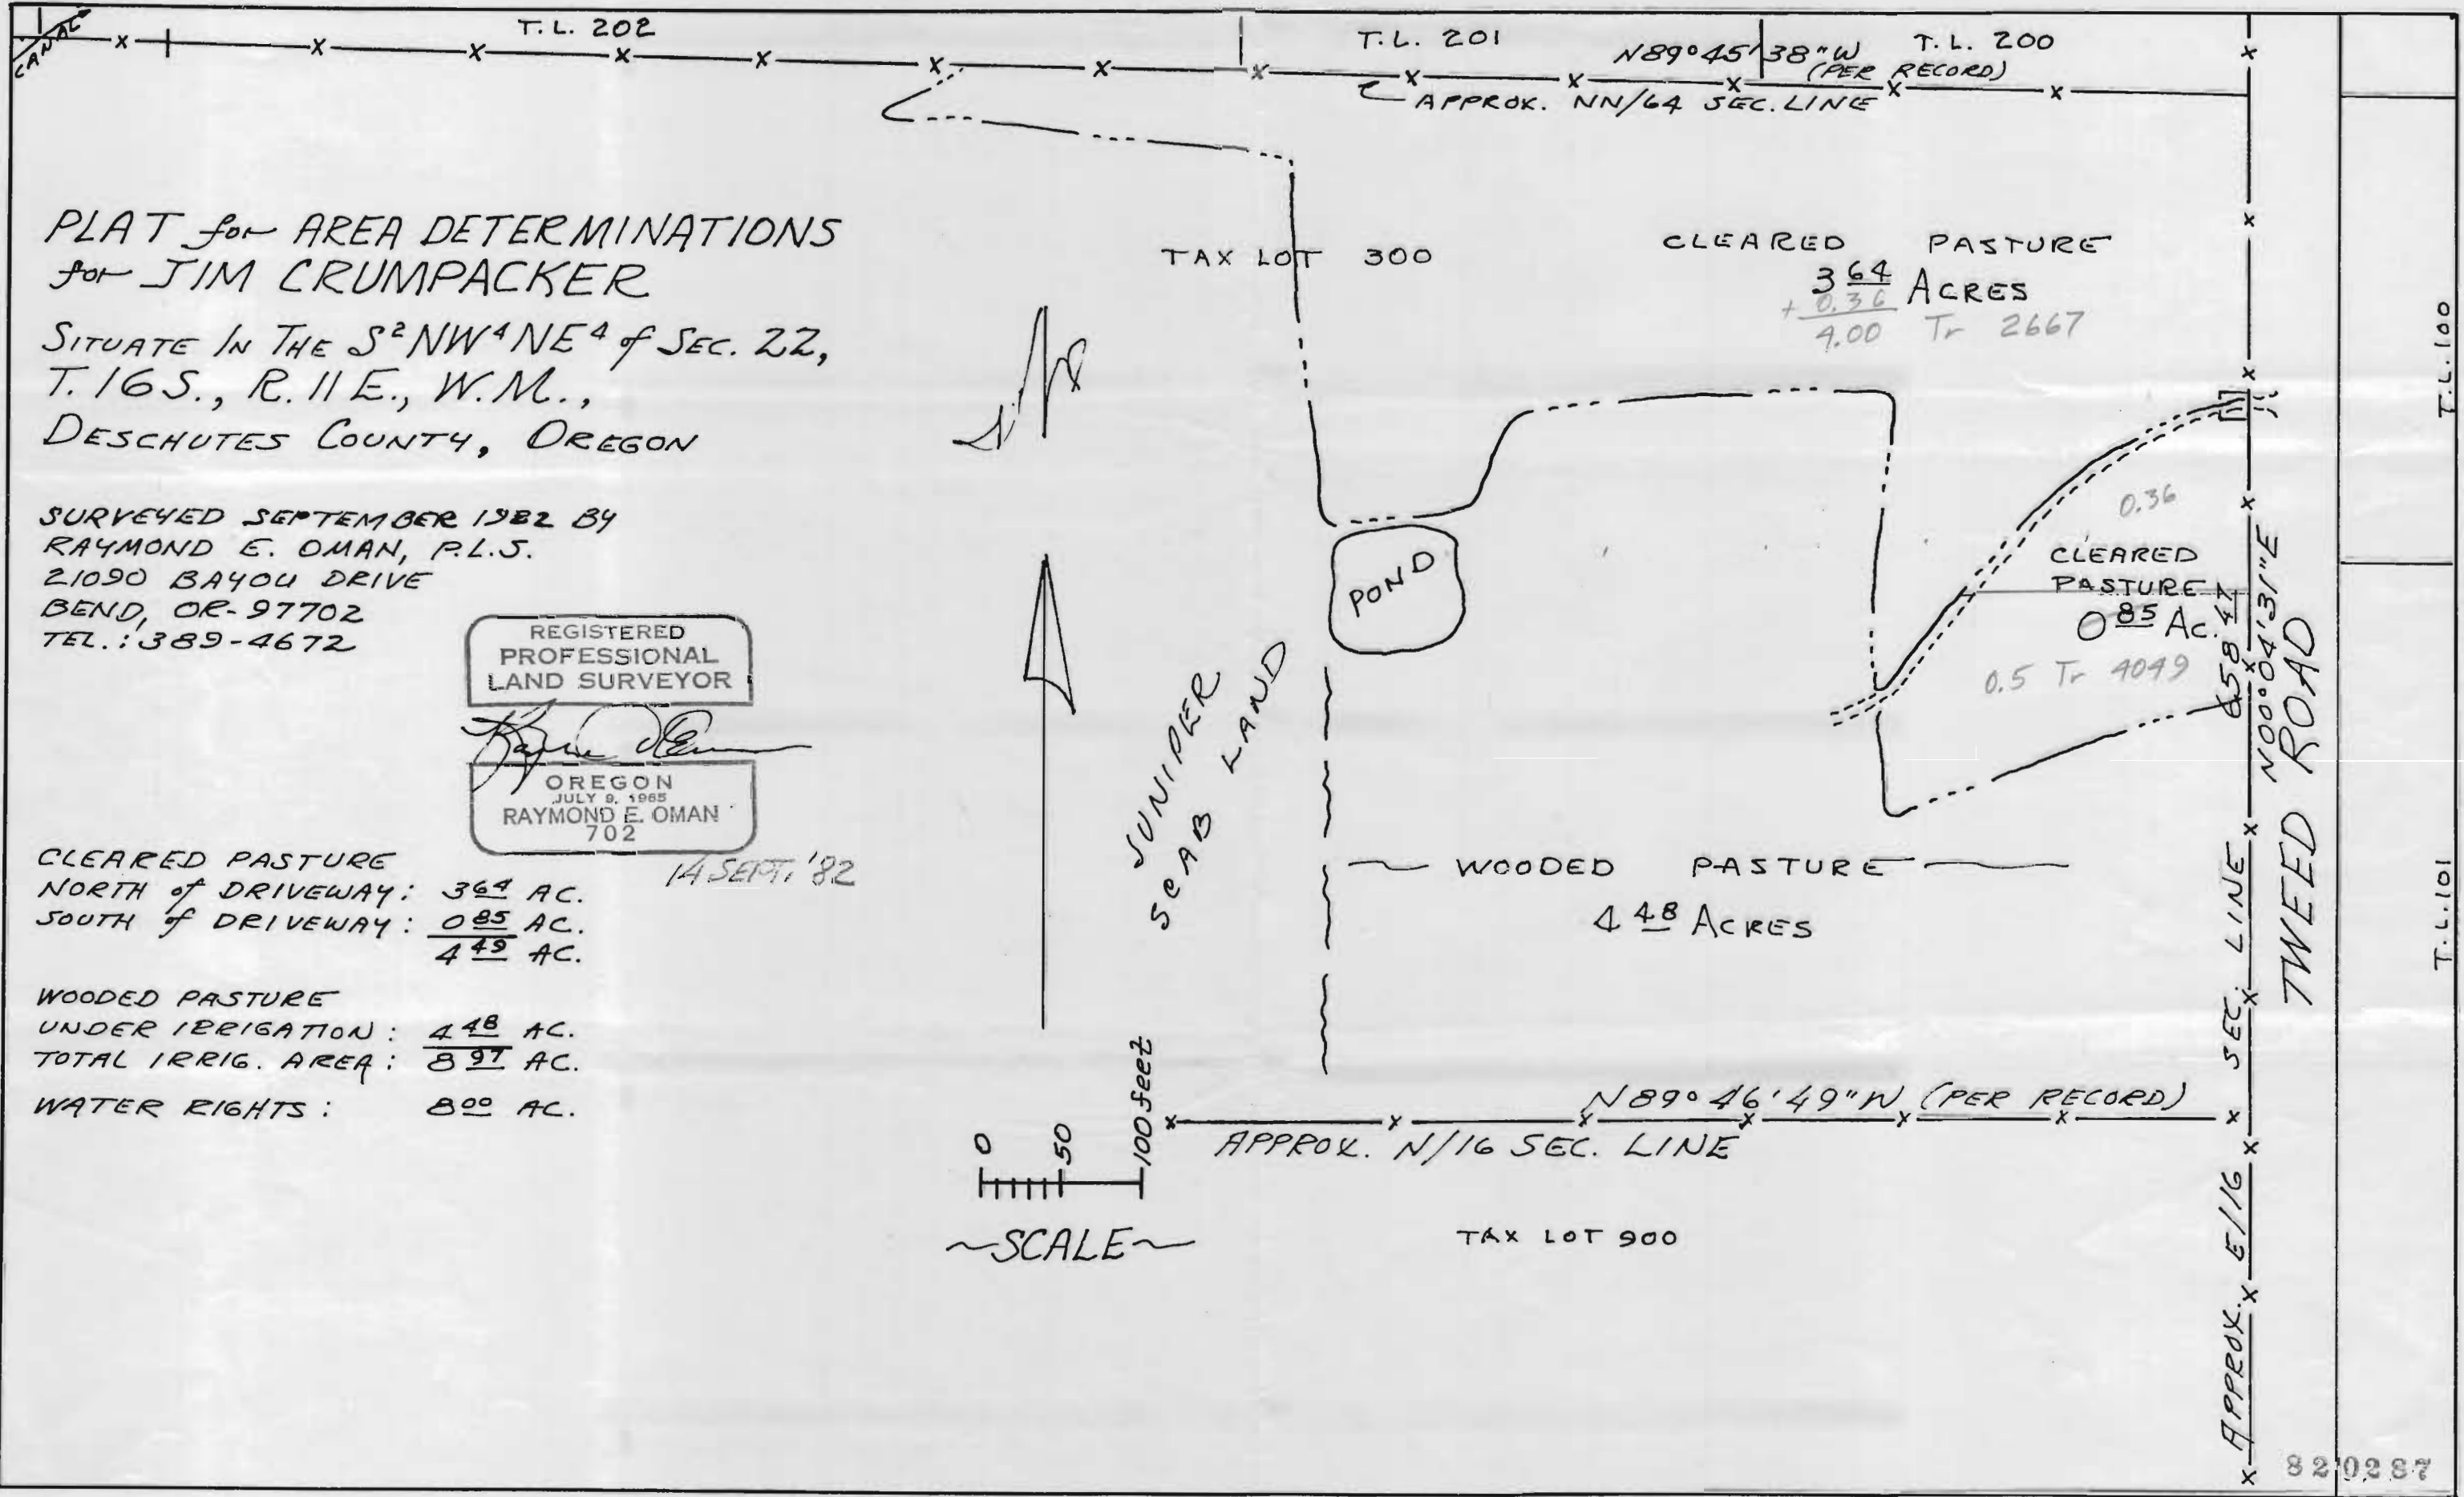 CANAL
T.L. 202
T.L. 201
T.L. 200
N89°45'38"W
(PER RECORD)
APPROX. NN/64 SEC. LINE
PLAT for AREA DETERMINATIONS
for JIM CRUMPACKER
SITUATE IN THE S²NW⁴NE⁴ of SEC. 22,
T. 16 S., R. 11 E., W.M.,
DESCHUTES COUNTY, OREGON
SURVEYED SEPTEMBER 1982 BY
RAYMOND E. OMAN, P.L.S.
21090 BAYOU DRIVE
BEND, OR-97702
TEL.: 389-4672
REGISTERED
PROFESSIONAL
LAND SURVEYOR
OREGON
JULY 9, 1965
RAYMOND E. OMAN
702
14 SEPT. '82
CLEARED PASTURE
NORTH of DRIVEWAY: 3 64 AC.
SOUTH of DRIVEWAY: 0 85 AC.
4 49 AC.
WOODED PASTURE
UNDER IRRIGATION: 4 48 AC.
TOTAL IRRIG. AREA: 8 97 AC.
WATER RIGHTS: 8 00 AC.
N
TAX LOT 300
CLEARED PASTURE
3 64 ACRES
+ 0.36
4.00 Tr 2667
POND
JUNIPER
SCAB LAND
0.36
CLEARED
PASTURE
0 85 Ac.
0.5 Tr 4049
WOODED PASTURE
4 48 ACRES
658 47
N00°04'31"E
TWEED ROAD
APPROX. E/16 SEC. LINE
T.L. 100
T.L. 101
N89°46'49"W (PER RECORD)
APPROX. N/16 SEC. LINE
0 50 100 feet
~SCALE~
TAX LOT 900
820287